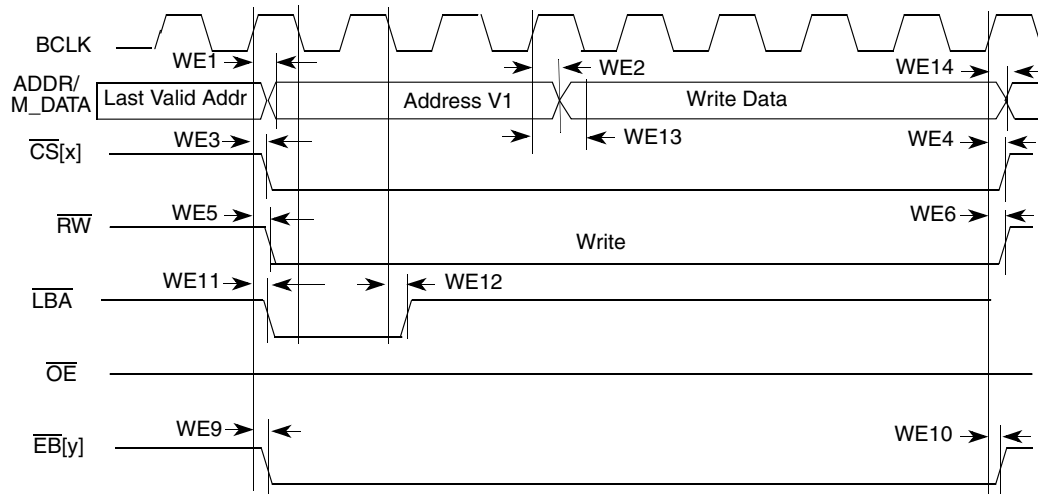 BCLK
WE1
WE2
WE14
ADDR/
M_DATA
Last Valid Addr
Address V1
Write Data
WE13
WE3
WE4
CS[x]
WE5
WE6
RW
Write
WE11
WE12
LBA
OE
WE9
WE10
EB[y]